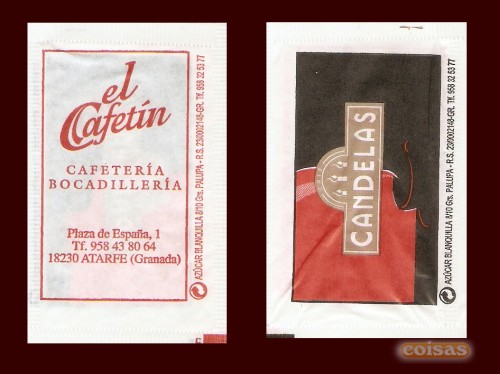 el
Cafetín
CAFETERÍA
BOCADILLERÍA
Plaza de España, 1
Tf. 958 43 80 64
18230 ATARFE (Granada)
AZÚCAR BLANQUILLA 8/10 Grs. PALUPA - R.S. 23/0002148-GR. Tf. 958 32 53 77
CANDELAS
AZÚCAR BLANQUILLA 8/10 Grs. PALUPA - R.S. 23/0002148-GR. Tf. 958 32 53 77
coisas